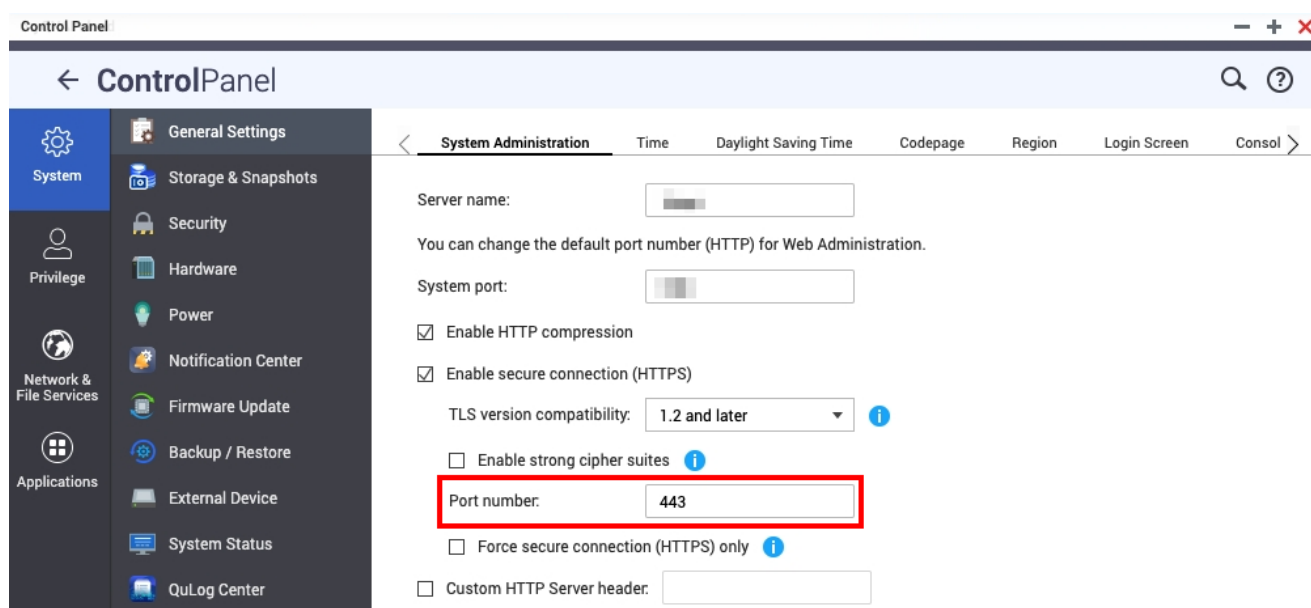 Control Panel
ControlPanel
System
Privilege
Network &
File Services
Applications
General Settings
Storage & Snapshots
Security
Hardware
Power
Notification Center
Firmware Update
Backup / Restore
External Device
System Status
QuLog Center
System Administration Time Daylight Saving Time Codepage Region Login Screen Consol
Server name:
You can change the default port number (HTTP) for Web Administration.
System port:
Enable HTTP compression
Enable secure connection (HTTPS)
TLS version compatibility: 1.2 and later
Enable strong cipher suites
Port number: 443
Force secure connection (HTTPS) only
Custom HTTP Server header: